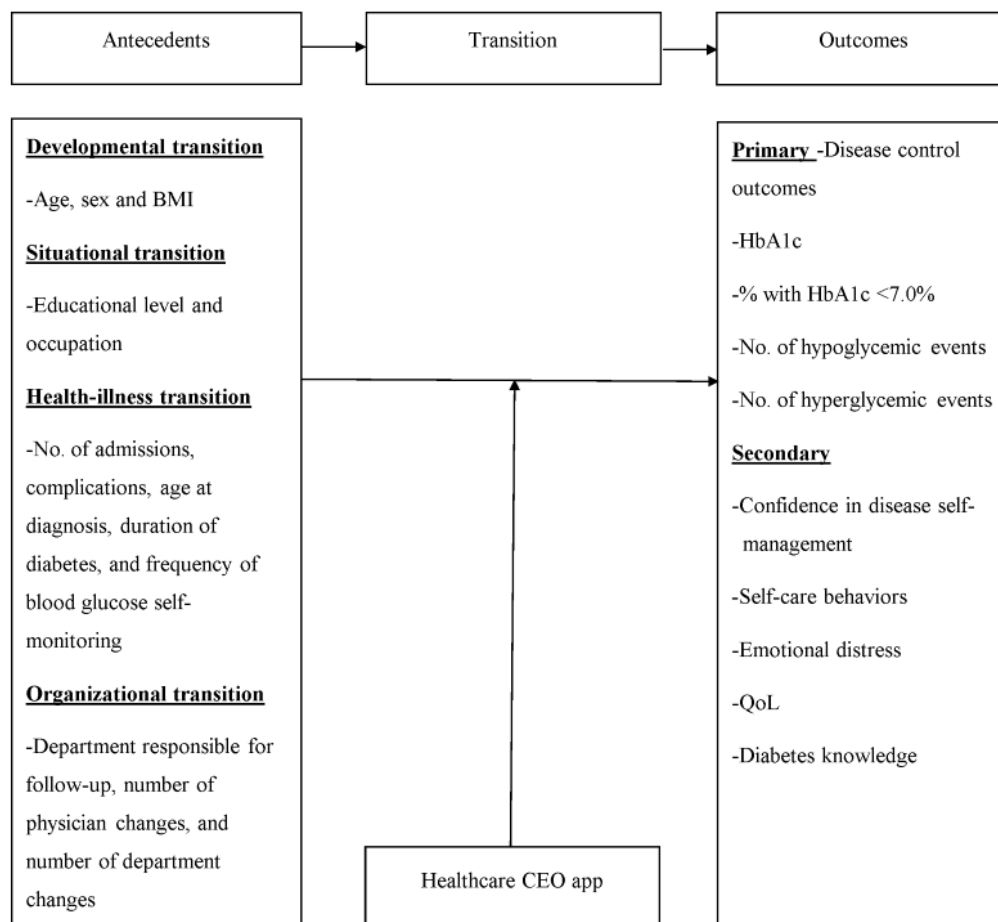 Antecedents
Transition
Outcomes
Developmental transition
-Age, sex and BMI
Situational transition
-Educational level and
occupation
Health-illness transition
-No. of admissions,
complications, age at
diagnosis, duration of
diabetes, and frequency of
blood glucose self-
monitoring
Organizational transition
-Department responsible for
follow-up, number of
physician changes, and
number of department
changes
Healthcare CEO app
Primary -Disease control
outcomes
-HbA1c
-% with HbA1c <7.0%
-No. of hypoglycemic events
-No. of hyperglycemic events
Secondary
-Confidence in disease self-
management
-Self-care behaviors
-Emotional distress
-QoL
-Diabetes knowledge